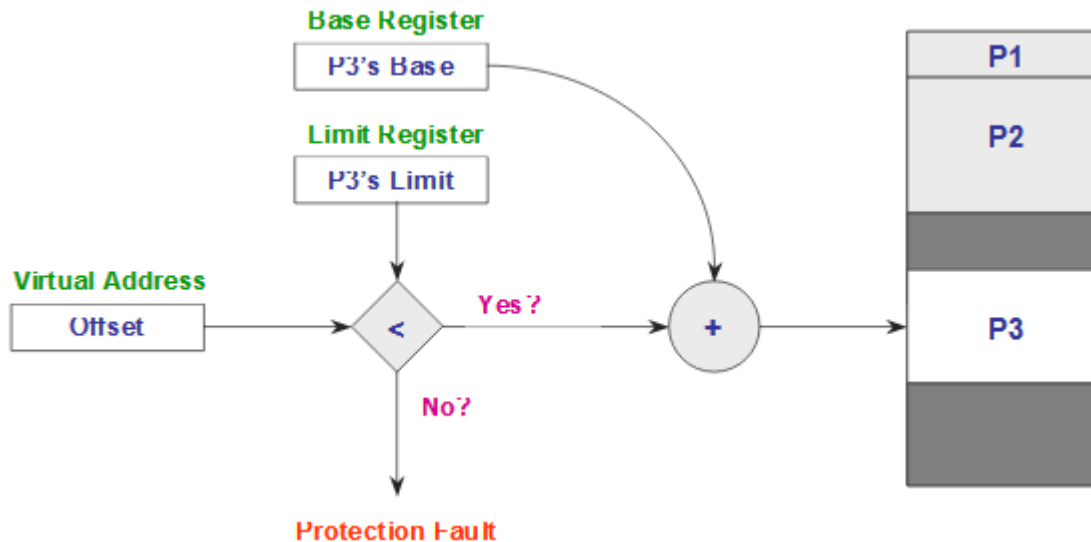 Base Register
P3's Base
P1
Limit Register
P2
P3's Limit
Virtual Address
Offset
<
Yes?
+
P3
No?
Protection Fault